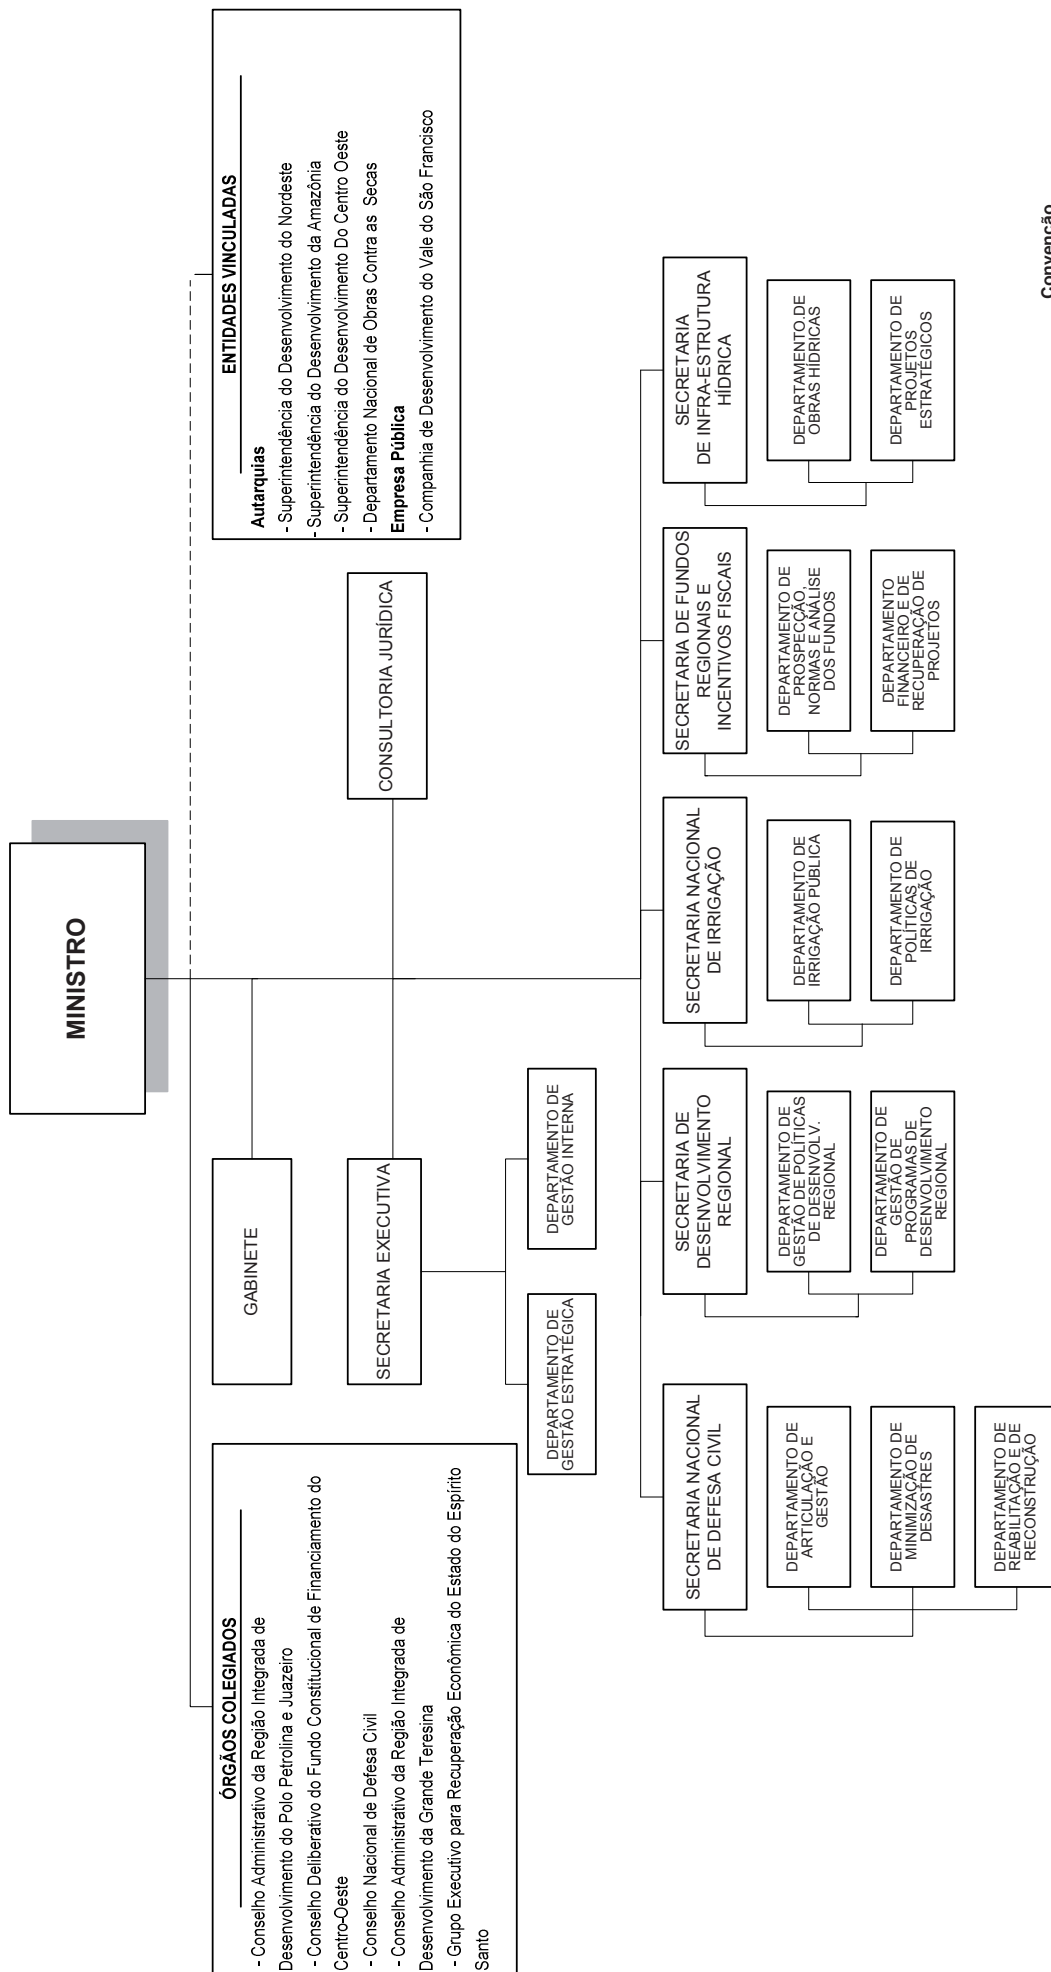 MINISTRO
ÓRGÃOS COLEGIADOS
- Conselho Administrativo da Região Integrada de
Desenvolvimento do Polo Petrolina e Juazeiro
- Conselho Deliberativo do Fundo Constitucional de Financiamento do
Centro-Oeste
- Conselho Nacional de Defesa Civil
- Conselho Administrativo da Região Integrada de
Desenvolvimento da Grande Teresina
- Grupo Executivo para Recuperação Econômica do Estado do Espírito
Santo
GABINETE
ENTIDADES VINCULADAS
Autarquias
- Superintendência do Desenvolvimento do Nordeste
- Superintendência do Desenvolvimento da Amazônia
- Superintendência do Desenvolvimento Do Centro Oeste
- Departamento Nacional de Obras Contra as Secas
Empresa Pública
- Companhia de Desenvolvimento do Vale do São Francisco
SECRETARIA EXECUTIVA
CONSULTORIA JURÍDICA
DEPARTAMENTO DE
GESTÃO ESTRATÉGICA
DEPARTAMENTO DE
GESTÃO INTERNA
SECRETARIA NACIONAL
DE DEFESA CIVIL
DEPARTAMENTO DE
ARTICULAÇÃO E
GESTÃO
DEPARTAMENTO DE
MINIMIZAÇÃO DE
DESASTRES
DEPARTAMENTO DE
REABILITAÇÃO E DE
RECONSTRUÇÃO
SECRETARIA DE
DESENVOLVIMENTO
REGIONAL
DEPARTAMENTO DE
GESTÃO DE POLÍTICAS
DE DESENVOLV.
REGIONAL
DEPARTAMENTO DE
GESTÃO DE
PROGRAMAS DE
DESENVOLVIMENTO
REGIONAL
SECRETARIA NACIONAL
DE IRRIGAÇÃO
DEPARTAMENTO DE
IRRIGAÇÃO PÚBLICA
DEPARTAMENTO DE
POLÍTICAS DE
IRRIGAÇÃO
SECRETARIA DE FUNDOS
REGIONAIS E
INCENTIVOS FISCAIS
DEPARTAMENTO DE
PROSPECÇÃO,
NORMAS E ANÁLISE
DOS FUNDOS
DEPARTAMENTO
FINANCEIRO E DE
RECUPERAÇÃO DE
PROJETOS
SECRETARIA
DE INFRA-ESTRUTURA
HÍDRICA
DEPARTAMENTO.DE
OBRAS HÍDRICAS
DEPARTAMENTO DE
PROJETOS
ESTRATÉGICOS
Convenção